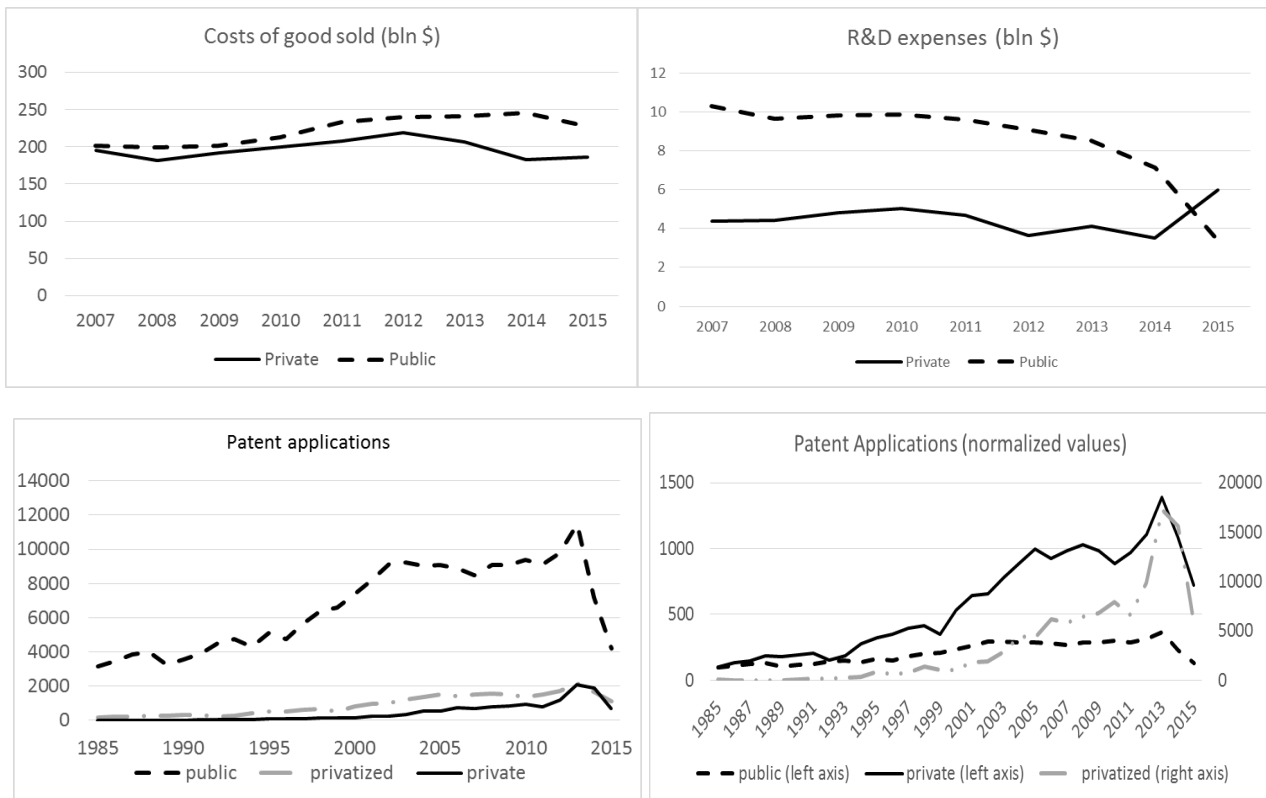 Costs of good sold (bln $)
300
250
200
150
100
50
0
2007 2008 2009 2010 2011 2012 2013 2014 2015
Private Public
R&D expenses (bln $)
12
10
8
6
4
2
0
2007 2008 2009 2010 2011 2012 2013 2014 2015
Private Public
Patent applications
14000
12000
10000
8000
6000
4000
2000
0
1985 1990 1995 2000 2005 2010 2015
public privatized private
Patent Applications (normalized values)
1500 20000
15000
1000
10000
500
5000
0 0
1985 1987 1989 1991 1993 1995 1997 1999 2001 2003 2005 2007 2009 2011 2013 2015
public (left axis) private (left axis) privatized (right axis)